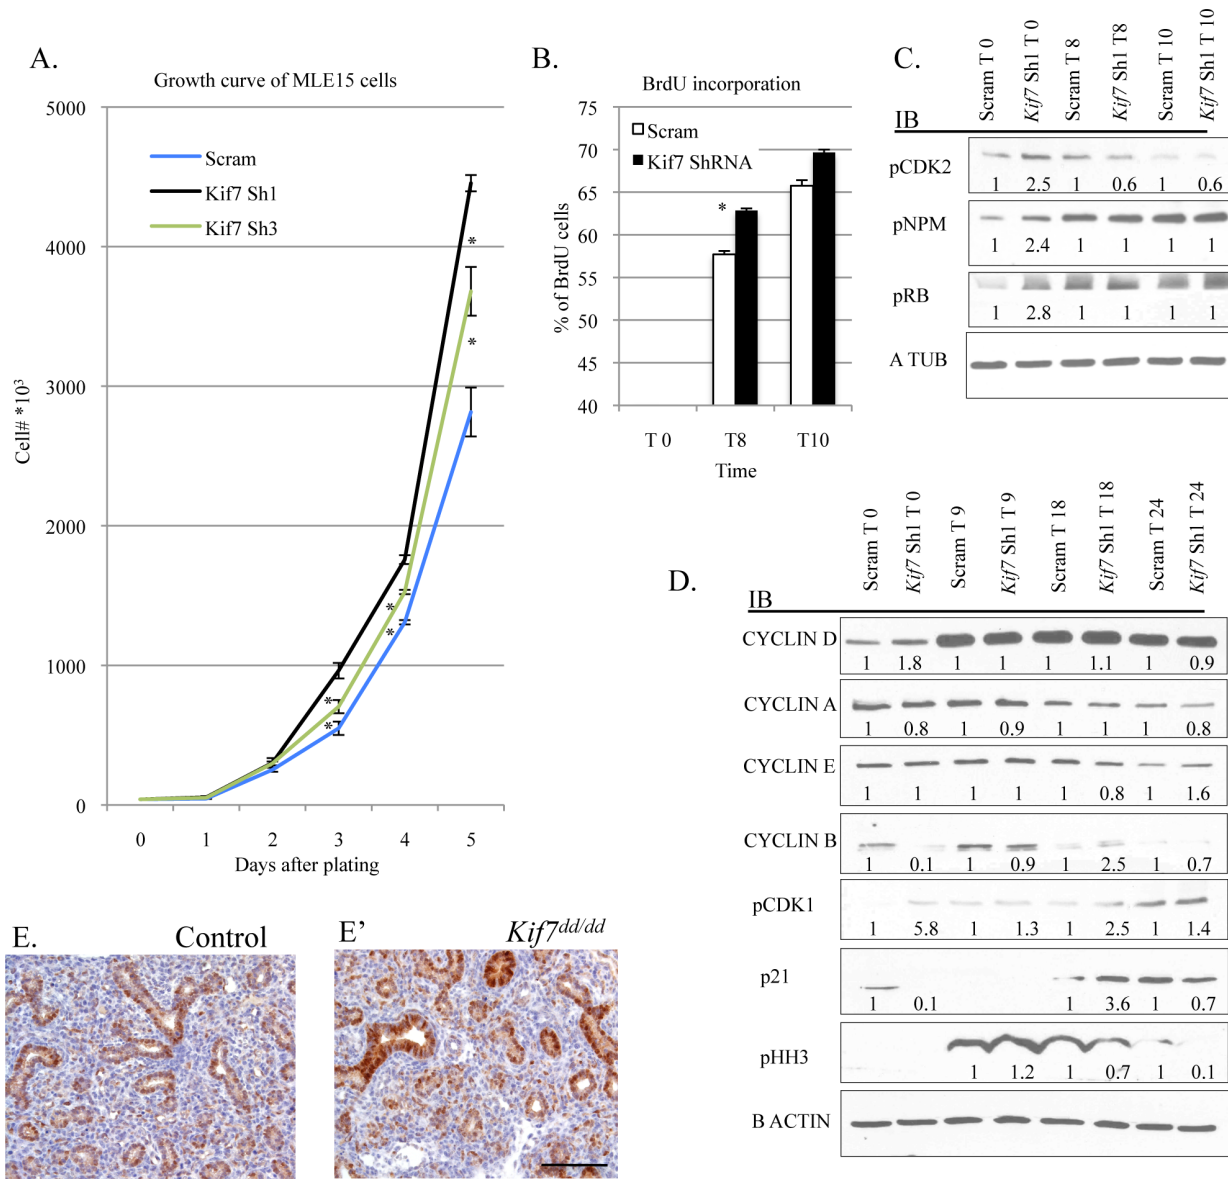 A.
Growth curve of MLE15 cells
5000
4000
3000
2000
1000
0
Cell# *10³
Scram
Kif7 Sh1
Kif7 Sh3
*
*
*
*
*
*
0 1 2 3 4 5
Days after plating
B.
BrdU incorporation
75
70
65
60
55
50
45
40
% of BrdU cells
Scram
Kif7 ShRNA
*
T 0 T8 T10
Time
C.
Scram T 0
Kif7 Sh1 T 0
Scram T 8
Kif7 Sh1 T8
Scram T 10
Kif7 Sh1 T 10
IB
pCDK2
1 2.5 1 0.6 1 0.6
pNPM
1 2.4 1 1 1 1
pRB
1 2.8 1 1 1 1
A TUB
D.
Scram T 0
Kif7 Sh1 T 0
Scram T 9
Kif7 Sh1 T 9
Scram T 18
Kif7 Sh1 T 18
Scram T 24
Kif7 Sh1 T 24
IB
CYCLIN D
1 1.8 1 1 1 1.1 1 0.9
CYCLIN A
1 0.8 1 0.9 1 1 1 0.8
CYCLIN E
1 1 1 1 1 0.8 1 1.6
CYCLIN B
1 0.1 1 0.9 1 2.5 1 0.7
pCDK1
1 5.8 1 1.3 1 2.5 1 1.4
p21
1 0.1 1 3.6 1 0.7
pHH3
1 1.2 1 0.7 1 0.1
B ACTIN
E. Control
E' Kif7dd/dd